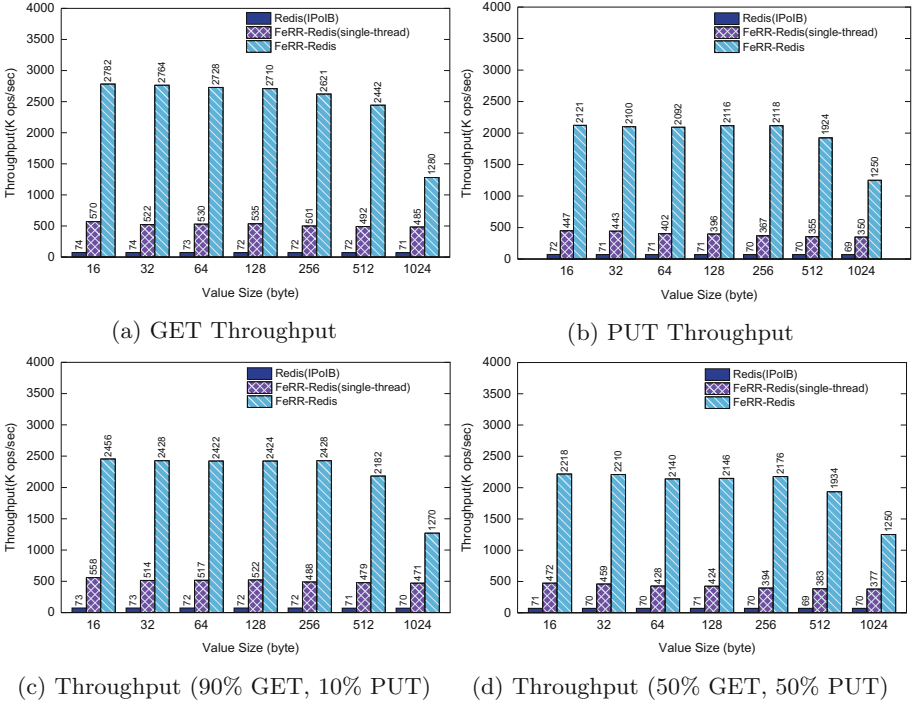 Redis(IPoIB)
FeRR-Redis(single-thread)
FeRR-Redis
Throughput(K ops/sec)
4000
3500
3000
2500
2000
1500
1000
500
0
74 570 2782
74 522 2764
73 530 2728
72 535 2710
72 501 2621
72 492 2442
71 485 1280
16 32 64 128 256 512 1024
Value Size (byte)
(a) GET Throughput
Redis(IPoIB)
FeRR-Redis(single-thread)
FeRR-Redis
Throughput(K ops/sec)
4000
3500
3000
2500
2000
1500
1000
500
0
72 447 2121
71 443 2100
71 402 2092
71 396 2116
70 367 2118
70 355 1924
69 350 1250
16 32 64 128 256 512 1024
Value Size (byte)
(b) PUT Throughput
Redis(IPoIB)
FeRR-Redis(single-thread)
FeRR-Redis
Throughput(K ops/sec)
4000
3500
3000
2500
2000
1500
1000
500
0
73 558 2456
73 514 2428
72 517 2422
72 522 2424
72 488 2428
71 479 2182
70 471 1270
16 32 64 128 256 512 1024
Value Size (byte)
(c) Throughput (90% GET, 10% PUT)
Redis(IPoIB)
FeRR-Redis(single-thread)
FeRR-Redis
Throughput(K ops/sec)
4000
3500
3000
2500
2000
1500
1000
500
0
71 472 2218
70 459 2210
70 428 2140
71 424 2146
70 394 2176
69 383 1934
70 377 1250
16 32 64 128 256 512 1024
Value Size (byte)
(d) Throughput (50% GET, 50% PUT)